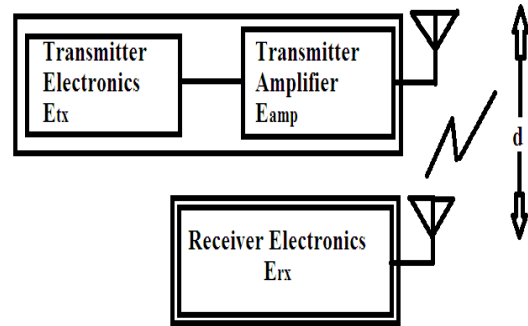 Transmitter
Electronics
Etx
Transmitter
Amplifier
Eamp
d
Receiver Electronics
Erx